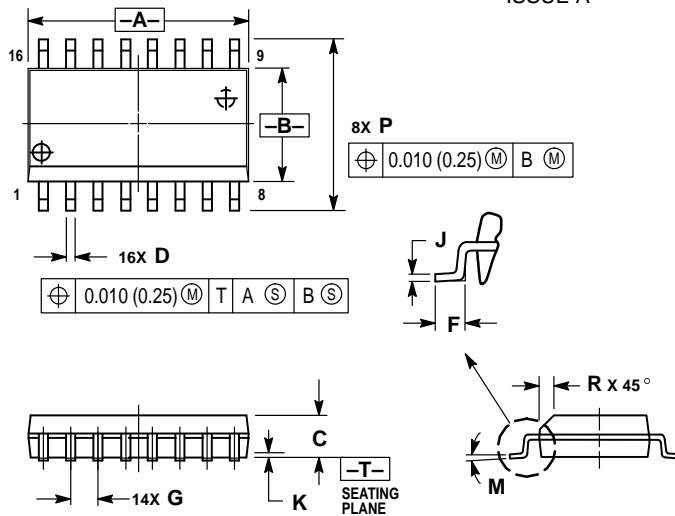 ISSUE A
–A–
16
9
–B–
8X P
0.010 (0.25) Ⓜ B Ⓜ
1
8
16X D
J
0.010 (0.25) Ⓜ T A Ⓢ B Ⓢ
F
R X 45°
C
–T–
M
14X G
K
SEATING
PLANE